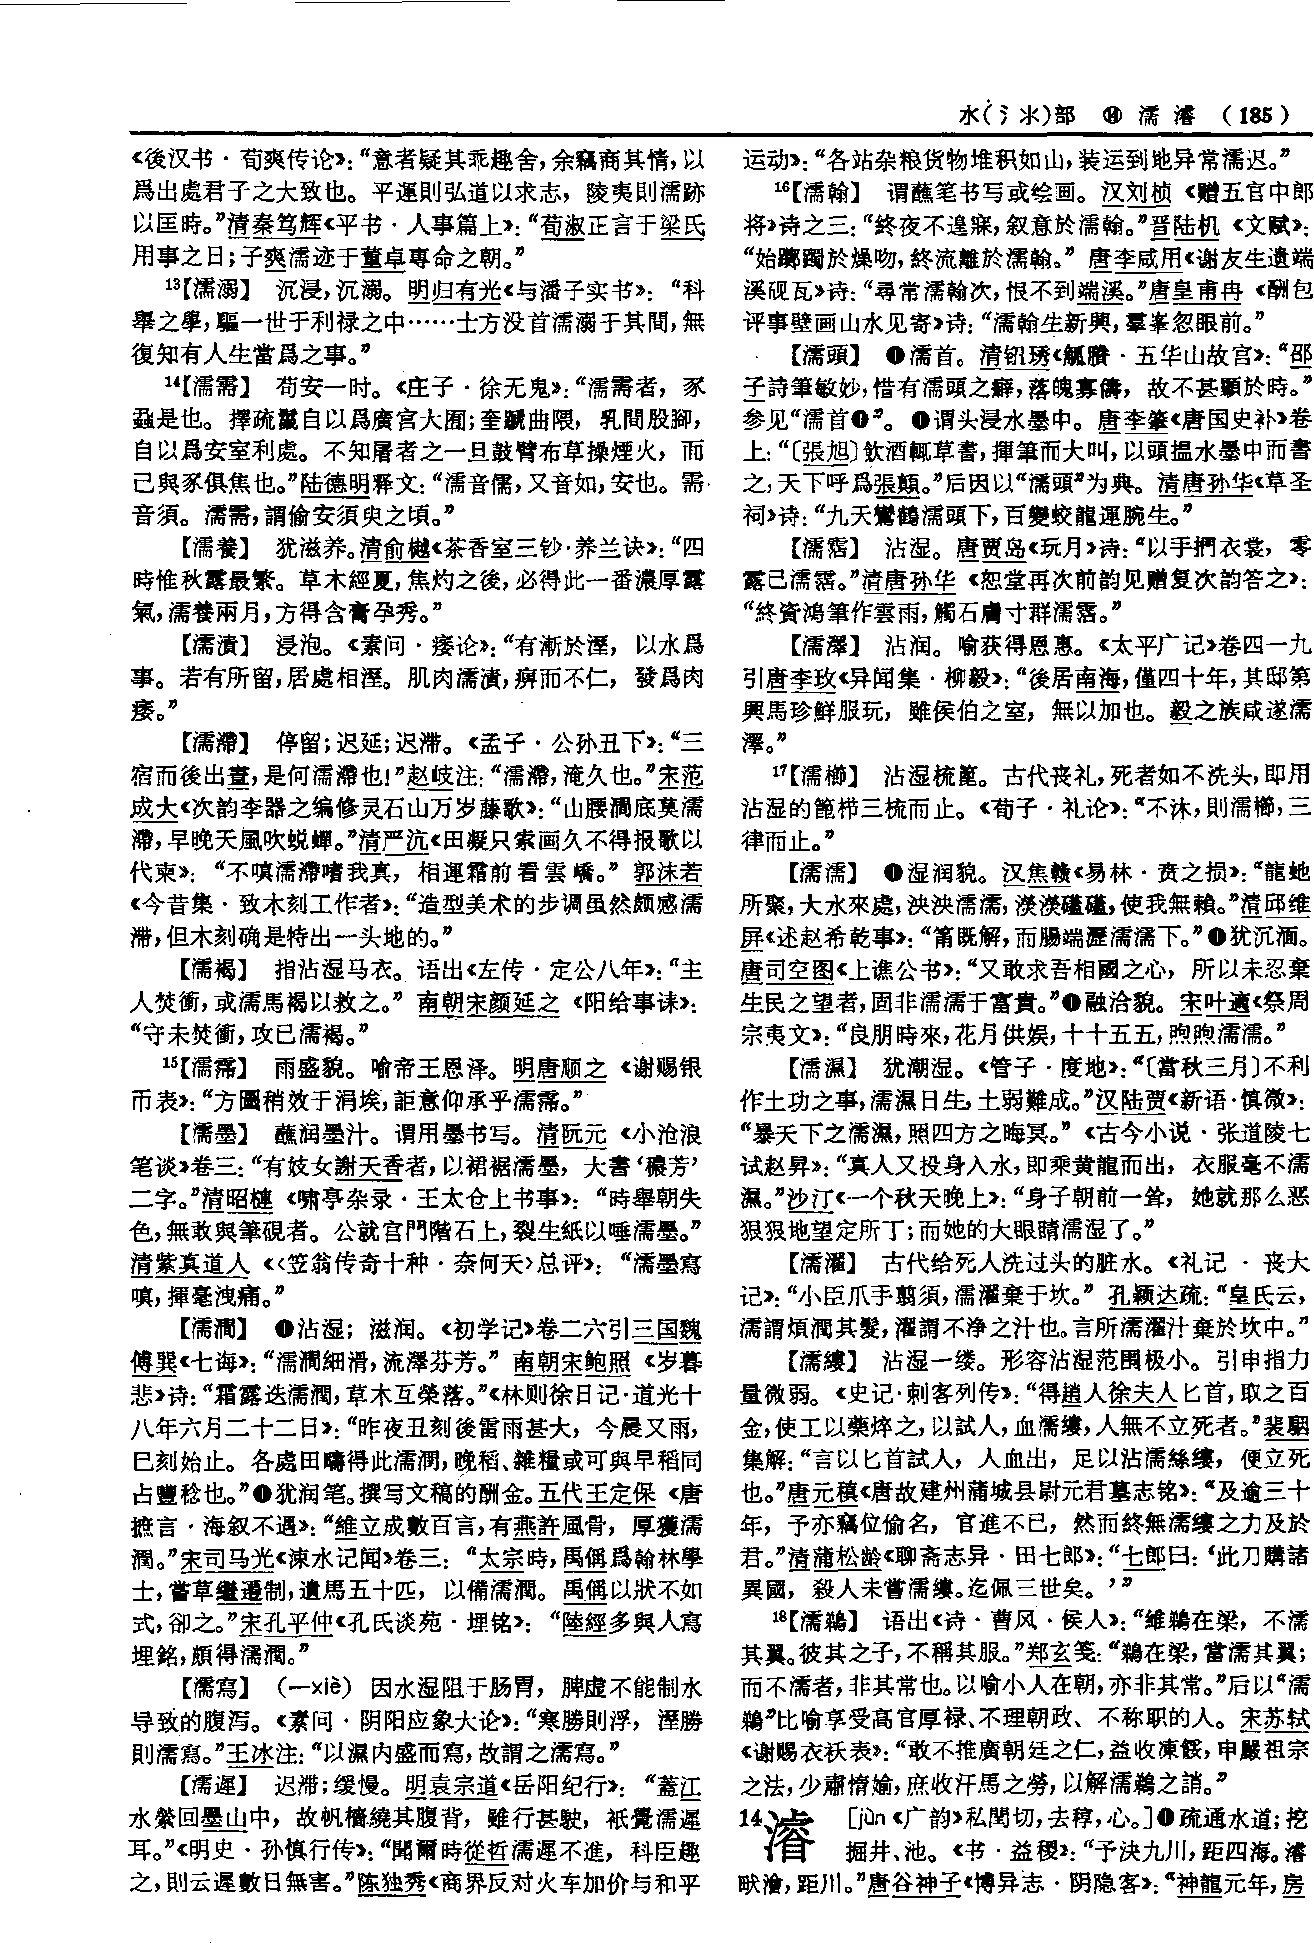 水(氵氺)部 ⑭ 濡 濬 (185)
《後汉书·荀爽传论》：“意者疑其乖趣舍，余竊商其情，以
爲出處君子之大致也。平運則弘道以求志，陵夷則濡跡
以匡時。”清秦笃辉《平书·人事篇上》：“荀淑正言于梁氏
用事之日；子爽濡迹于董卓專命之朝。”
13【濡溺】 沉浸，沉溺。明归有光《与潘子实书》：“科
舉之學，驅一世于利禄之中……士方没首濡溺于其間，無
復知有人生當爲之事。”
14【濡需】 苟安一时。《庄子·徐无鬼》：“濡需者，豕
蝨是也。擇疏鬣自以爲廣宫大囿；奎蹏曲隈，乳間股脚，
自以爲安室利處。不知屠者之一旦鼓臂布草操煙火，而
己與豕俱焦也。”陆德明释文：“濡音儒，又音如，安也。需
音須。濡需，謂偷安須臾之頃。”
【濡養】 犹滋养。清俞樾《茶香室三钞·养兰诀》：“四
時惟秋露最繁。草木經夏，焦灼之後，必得此一番濃厚露
氣，濡養兩月，方得含膏孕秀。”
【濡漬】 浸泡。《素问·痿论》：“有漸於溼，以水爲
事。若有所留，居處相溼。肌肉濡漬，痹而不仁，發爲肉
痿。”
【濡滯】 停留；迟延；迟滞。《孟子·公孙丑下》：“三
宿而後出晝，是何濡滯也！”赵岐注：“濡滯，淹久也。”宋范
成大《次韵李器之编修灵石山万岁藤歌》：“山腰澗底莫濡
滯，早晚天風吹蜕蟬。”清严沆《田凝只索画久不得报歌以
代柬》：“不嗔濡滯嗜我真，相逢霜前看雲嶠。”郭沫若
《今昔集·致木刻工作者》：“造型美术的步调虽然颇感濡
滞，但木刻确是特出一头地的。”
【濡褐】 指沾湿马衣。语出《左传·定公八年》：“主
人焚衝，或濡馬褐以救之。”南朝宋颜延之《阳给事诔》：
“守未焚衝，攻已濡褐。”
15【濡霈】 雨盛貌。喻帝王恩泽。明唐顺之《谢赐银
币表》：“方圖稍效于涓埃，詎意仰承乎濡霈。”
【濡墨】 蘸润墨汁。谓用墨书写。清阮元《小沧浪
笔谈》卷三：“有妓女謝天香者，以裙裾濡墨，大書‘穠芳’
二字。”清昭梿《啸亭杂录·王太仓上书事》：“時舉朝失
色，無敢與筆硯者。公就宫門階石上，裂生紙以唾濡墨。”
清紫真道人《〈笠翁传奇十种·奈何天〉总评》：“濡墨寫
嗔，揮毫洩痛。”
【濡潤】 ❶沾湿；滋润。《初学记》卷二六引三国魏
傅巽《七诲》：“濡潤細滑，流澤芬芳。”南朝宋鲍照《岁暮
悲》诗：“霜露迭濡潤，草木互榮落。”《林则徐日记·道光十
八年六月二十二日》：“昨夜丑刻後雷雨甚大，今晨又雨，
巳刻始止。各處田疇得此濡潤，晚稻、雜糧或可與早稻同
占豐稔也。”❷犹润笔。撰写文稿的酬金。五代王定保《唐
摭言·海叙不遇》：“維立成數百言，有燕許風骨，厚獲濡
潤。”宋司马光《涑水记闻》卷三：“太宗時，禹偁爲翰林學
士，嘗草繼遷制，遺馬五十匹，以備濡潤。禹偁以狀不如
式，卻之。”宋孔平仲《孔氏谈苑·埋铭》：“陸經多與人寫
埋銘，頗得濡潤。”
【濡寫】 （一xiè）因水湿阻于肠胃，脾虚不能制水
导致的腹泻。《素问·阴阳应象大论》：“寒勝則浮，溼勝
則濡寫。”王冰注：“以濕内盛而寫，故謂之濡寫。”
【濡遲】 迟滞；缓慢。明袁宗道《岳阳纪行》：“蓋江
水縈回墨山中，故帆檣繞其腹背，雖行甚駛，衹覺濡遲
耳。”《明史·孙慎行传》：“聞爾時從哲濡遲不進，科臣趣
之，則云遲數日無害。”陈独秀《商界反对火车加价与和平
运动》：“各站杂粮货物堆积如山，装运到地异常濡迟。”
16【濡翰】 谓蘸笔书写或绘画。汉刘桢《赠五官中郎
将》诗之三：“終夜不遑寐，叙意於濡翰。”晋陆机《文赋》：
“始躑躅於燥吻，終流離於濡翰。”唐李咸用《谢友生遗端
溪砚瓦》诗：“尋常濡翰次，恨不到端溪。”唐皇甫冉《酬包
评事壁画山水见寄》诗：“濡翰生新興，羣峯忽眼前。”
【濡頭】 ❶濡首。清钮琇《觚賸·五华山故宫》：“邵
子詩筆敏妙，惜有濡頭之癖，落魄寡儔，故不甚顯於時。”
参见“濡首❶”。❷谓头浸水墨中。唐李肇《唐国史补》卷
上：“〔張旭〕飲酒輒草書，揮筆而大叫，以頭揾水墨中而書
之，天下呼爲張顛。”后因以“濡頭”为典。清唐孙华《草圣
祠》诗：“九天鸞鶴濡頭下，百變蛟龍運腕生。”
【濡霑】 沾湿。唐贾岛《玩月》诗：“以手捫衣裳，零
露已濡霑。”清唐孙华《恕堂再次前韵见赠复次韵答之》：
“終資鴻筆作雲雨，觸石膚寸群濡霑。”
【濡澤】 沾润。喻获得恩惠。《太平广记》卷四一九
引唐李玫《异闻集·柳毅》：“後居南海，僅四十年，其邸第
輿馬珍鮮服玩，雖侯伯之室，無以加也。毅之族咸遂濡
澤。”
17【濡櫛】 沾湿梳篦。古代丧礼，死者如不洗头，即用
沾湿的篦栉三梳而止。《荀子·礼论》：“不沐，則濡櫛，三
律而止。”
【濡濡】 ❶湿润貌。汉焦赣《易林·贲之损》：“龍虵
所聚，大水來處，泱泱濡濡，濙濙礚礚，使我無賴。”清邱维
屏《述赵希乾事》：“胷既解，而腸端瀝濡濡下。”❷犹沉湎。
唐司空图《上谯公书》：“又敢求吾相國之心，所以未忍棄
生民之望者，固非濡濡于富貴。”❸融洽貌。宋叶適《祭周
宗夷文》：“良朋時來，花月供娱，十十五五，煦煦濡濡。”
【濡濕】 犹潮湿。《管子·度地》：“〔當秋三月〕不利
作土功之事，濡濕日生，土弱難成。”汉陆贾《新语·慎微》：
“暴天下之濡濕，照四方之晦冥。”《古今小说·张道陵七
试赵昇》：“真人又投身入水，即乘黄龍而出，衣服毫不濡
濕。”沙汀《一个秋天晚上》：“身子朝前一耸，她就那么恶
狠狠地望定所丁；而她的大眼睛濡湿了。”
【濡濯】 古代给死人洗过头的脏水。《礼记·丧大
记》：“小臣爪手翦須，濡濯棄于坎。”孔颖达疏：“皇氏云，
濡謂煩潤其髮，濯謂不净之汁也。言所濡濯汁棄於坎中。”
【濡縷】 沾湿一缕。形容沾湿范围极小。引申指力
量微弱。《史记·刺客列传》：“得趙人徐夫人匕首，取之百
金，使工以藥焠之，以試人，血濡縷，人無不立死者。”裴駰
集解：“言以匕首試人，人血出，足以沾濡絲縷，便立死
也。”唐元稹《唐故建州蒲城县尉元君墓志铭》：“及逾三十
年，予亦竊位偷名，官進不已，然而終無濡縷之力及於
君。”清蒲松龄《聊斋志异·田七郎》：“七郎曰：‘此刀購諸
異國，殺人未嘗濡縷。迄佩三世矣。’”
18【濡鵜】 语出《诗·曹风·候人》：“維鵜在梁，不濡
其翼。彼其之子，不稱其服。”郑玄笺：“鵜在梁，當濡其翼；
而不濡者，非其常也。以喻小人在朝，亦非其常。”后以“濡
鵜”比喻享受高官厚禄、不理朝政、不称职的人。宋苏轼
《谢赐衣袄表》：“敢不推廣朝廷之仁，益收凍餒，申嚴祖宗
之法，少肅惰媮，庶收汗馬之勞，以解濡鵜之誚。”
14濬 ［jùn《广韵》私閏切，去稕，心。］❶疏通水道；挖
掘井、池。《书·益稷》：“予決九川，距四海。濬
畎澮，距川。”唐谷神子《博异志·阴隐客》：“神龍元年，房